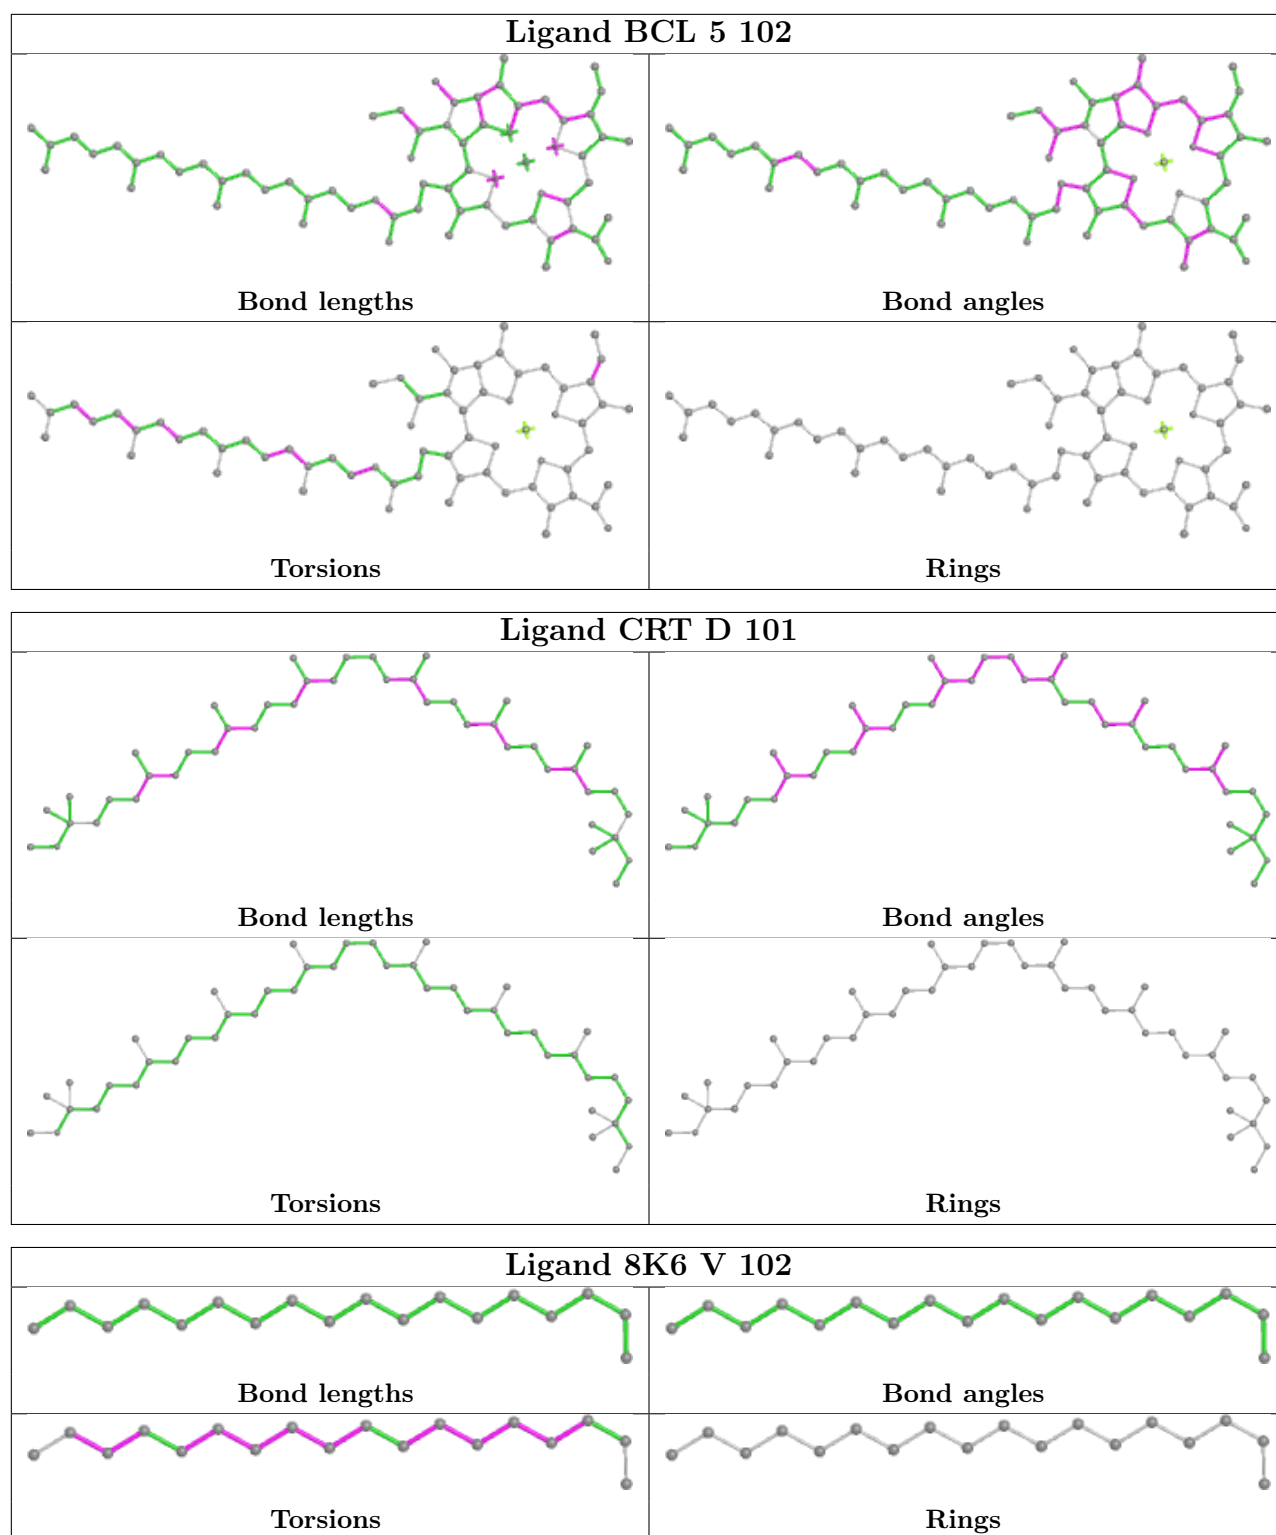 Ligand BCL 5 102
Bond lengths
Bond angles
Torsions
Rings
Ligand CRT D 101
Bond lengths
Bond angles
Torsions
Rings
Ligand 8K6 V 102
Bond lengths
Bond angles
Torsions
Rings